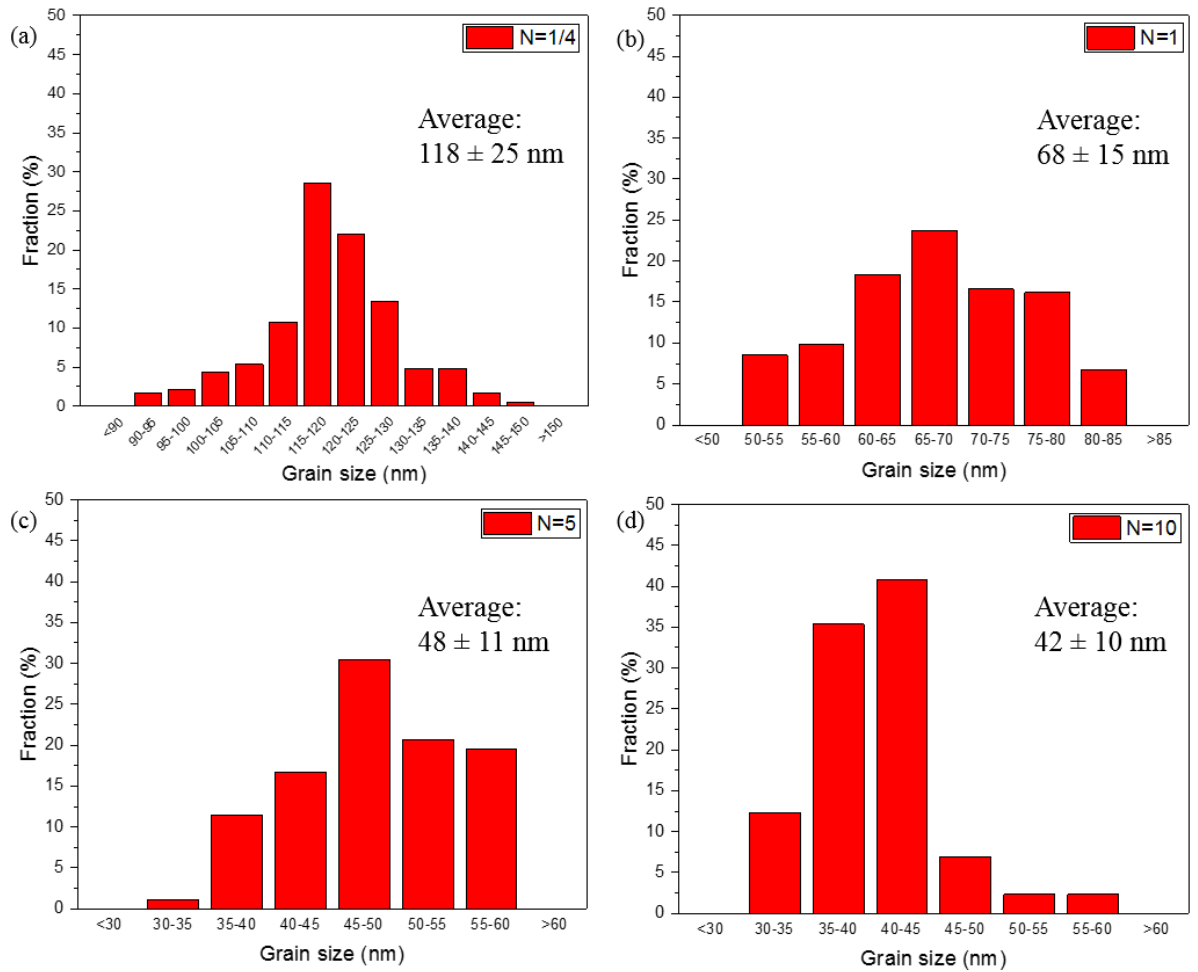 (a)
N=1/4
Average:
118 ± 25 nm
Fraction (%)
50
45
40
35
30
25
20
15
10
5
0
<90 90-95 95-100 100-105 105-110 110-115 115-120 120-125 125-130 130-135 135-140 140-145 145-150 >150
Grain size (nm)
(b)
N=1
Average:
68 ± 15 nm
Fraction (%)
50
45
40
35
30
25
20
15
10
5
0
<50 50-55 55-60 60-65 65-70 70-75 75-80 80-85 >85
Grain size (nm)
(c)
N=5
Average:
48 ± 11 nm
Fraction (%)
50
45
40
35
30
25
20
15
10
5
0
<30 30-35 35-40 40-45 45-50 50-55 55-60 >60
Grain size (nm)
(d)
N=10
Average:
42 ± 10 nm
Fraction (%)
50
45
40
35
30
25
20
15
10
5
0
<30 30-35 35-40 40-45 45-50 50-55 55-60 >60
Grain size (nm)